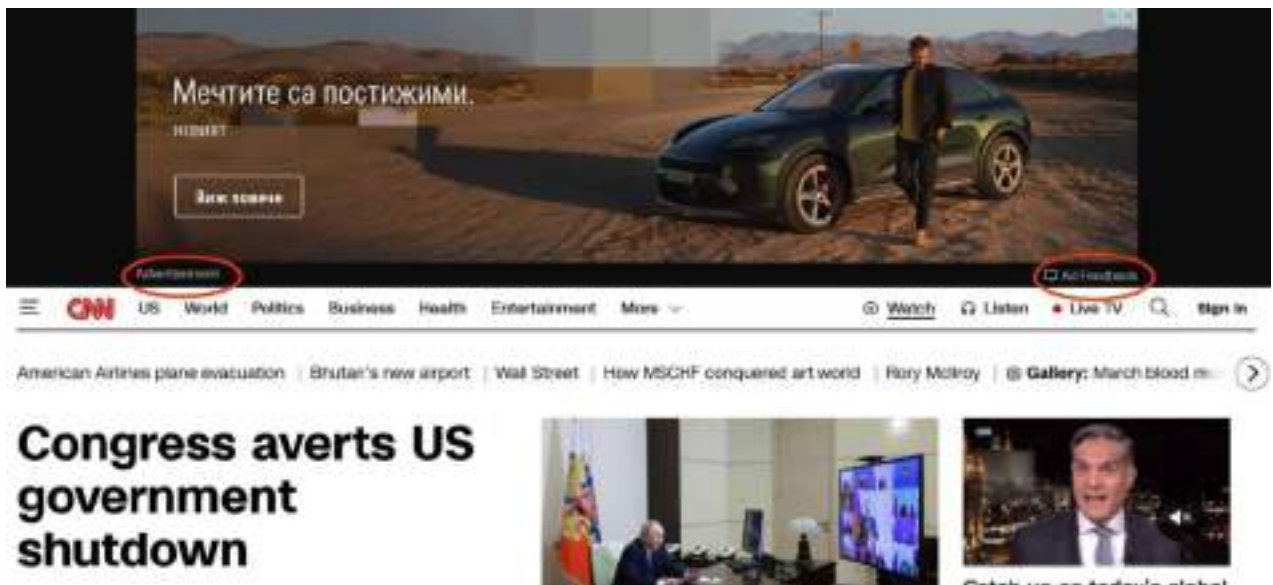 Мечтите са постижими.
НОВИЯТ
Виж повече
Advertisement
Ad Feedback
CNN US World Politics Business Health Entertainment More Watch Listen Live TV Sign in
American Airlines plane evacuation | Bhutan's new airport | Wall Street | How MSCHF conquered art world | Rory McIlroy | Gallery: March blood
Congress averts US
government
shutdown
Catch up on today's global